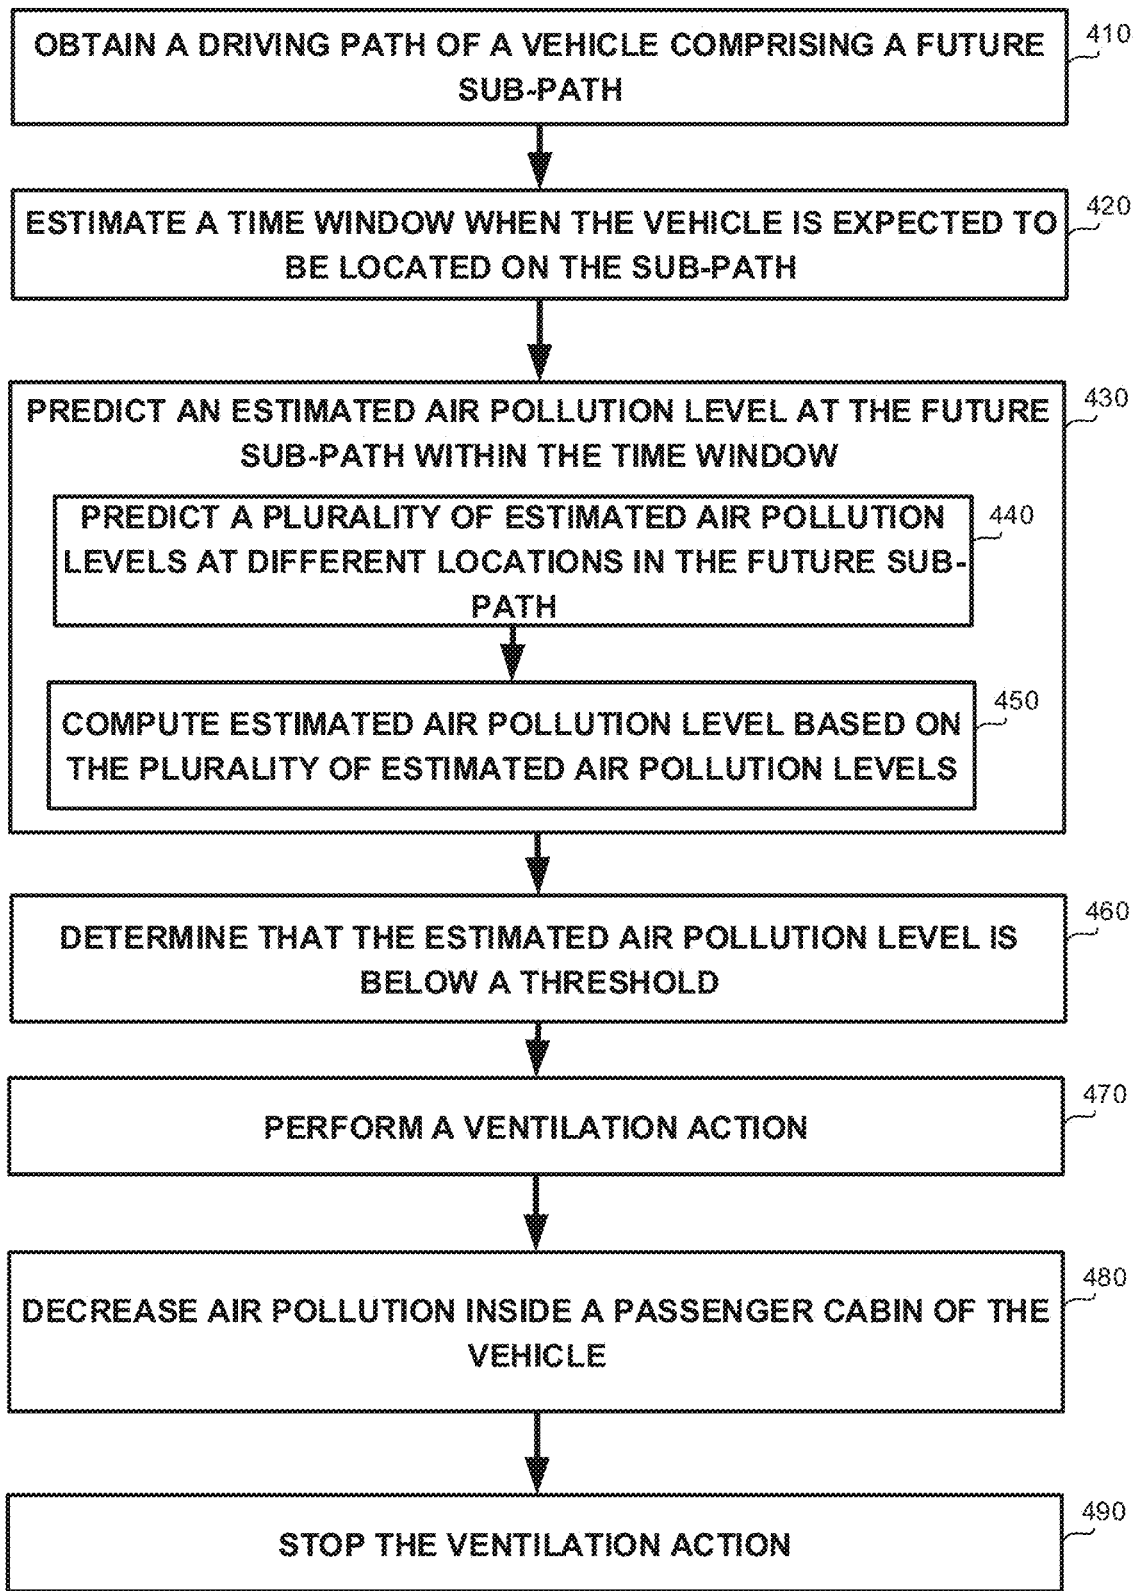 OBTAIN A DRIVING PATH OF A VEHICLE COMPRISING A FUTURE
SUB-PATH
410
ESTIMATE A TIME WINDOW WHEN THE VEHICLE IS EXPECTED TO
BE LOCATED ON THE SUB-PATH
420
PREDICT AN ESTIMATED AIR POLLUTION LEVEL AT THE FUTURE
SUB-PATH WITHIN THE TIME WINDOW
430
PREDICT A PLURALITY OF ESTIMATED AIR POLLUTION
LEVELS AT DIFFERENT LOCATIONS IN THE FUTURE SUB-
PATH
440
COMPUTE ESTIMATED AIR POLLUTION LEVEL BASED ON
THE PLURALITY OF ESTIMATED AIR POLLUTION LEVELS
450
DETERMINE THAT THE ESTIMATED AIR POLLUTION LEVEL IS
BELOW A THRESHOLD
460
PERFORM A VENTILATION ACTION
470
DECREASE AIR POLLUTION INSIDE A PASSENGER CABIN OF THE
VEHICLE
480
STOP THE VENTILATION ACTION
490